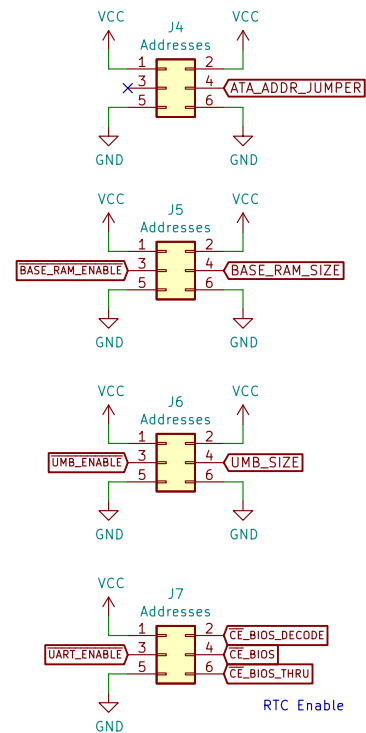 VCC VCC
J4
Addresses
1 2
3 4 ATA_ADDR_JUMPER
5 6
GND GND
VCC VCC
J5
Addresses
1 2
BASE_RAM_ENABLE 3 4 BASE_RAM_SIZE
5 6
GND GND
VCC VCC
J6
Addresses
1 2
UMB_ENABLE 3 4 UMB_SIZE
5 6
GND GND
VCC
J7
Addresses
1 2 CE_BIOS_DECODE
UART_ENABLE 3 4 CE_BIOS
5 6 CE_BIOS_THRU
GND
RTC Enable